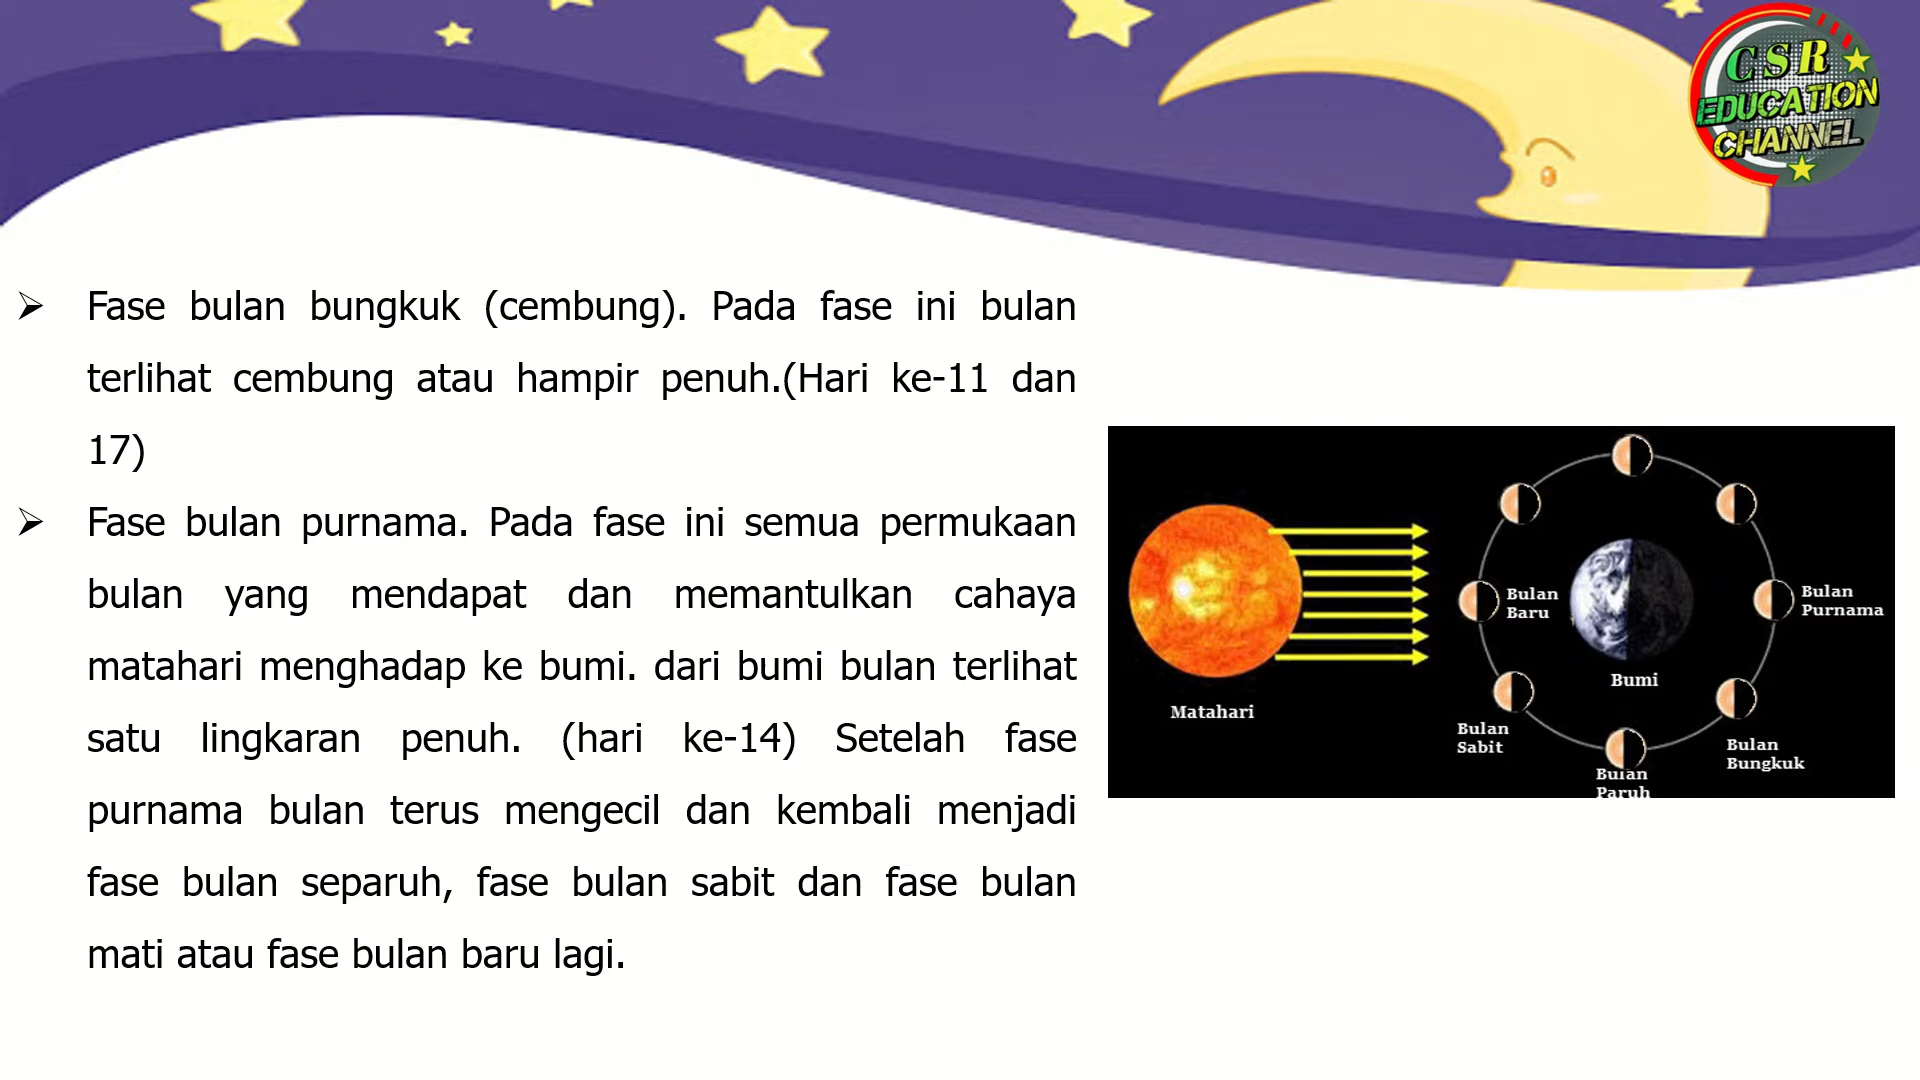 CSR
EDUCATION
CHANNEL
Fase bulan bungkuk (cembung). Pada fase ini bulan
terlihat cembung atau hampir penuh.(Hari ke-11 dan
17)
Fase bulan purnama. Pada fase ini semua permukaan
bulan yang mendapat dan memantulkan cahaya
matahari menghadap ke bumi. dari bumi bulan terlihat
satu lingkaran penuh. (hari ke-14) Setelah fase
purnama bulan terus mengecil dan kembali menjadi
fase bulan separuh, fase bulan sabit dan fase bulan
mati atau fase bulan baru lagi.
Matahari
Bulan
Baru
Bumi
Bulan
Purnama
Bulan
Sabit
Bulan
Paruh
Bulan
Bungkuk